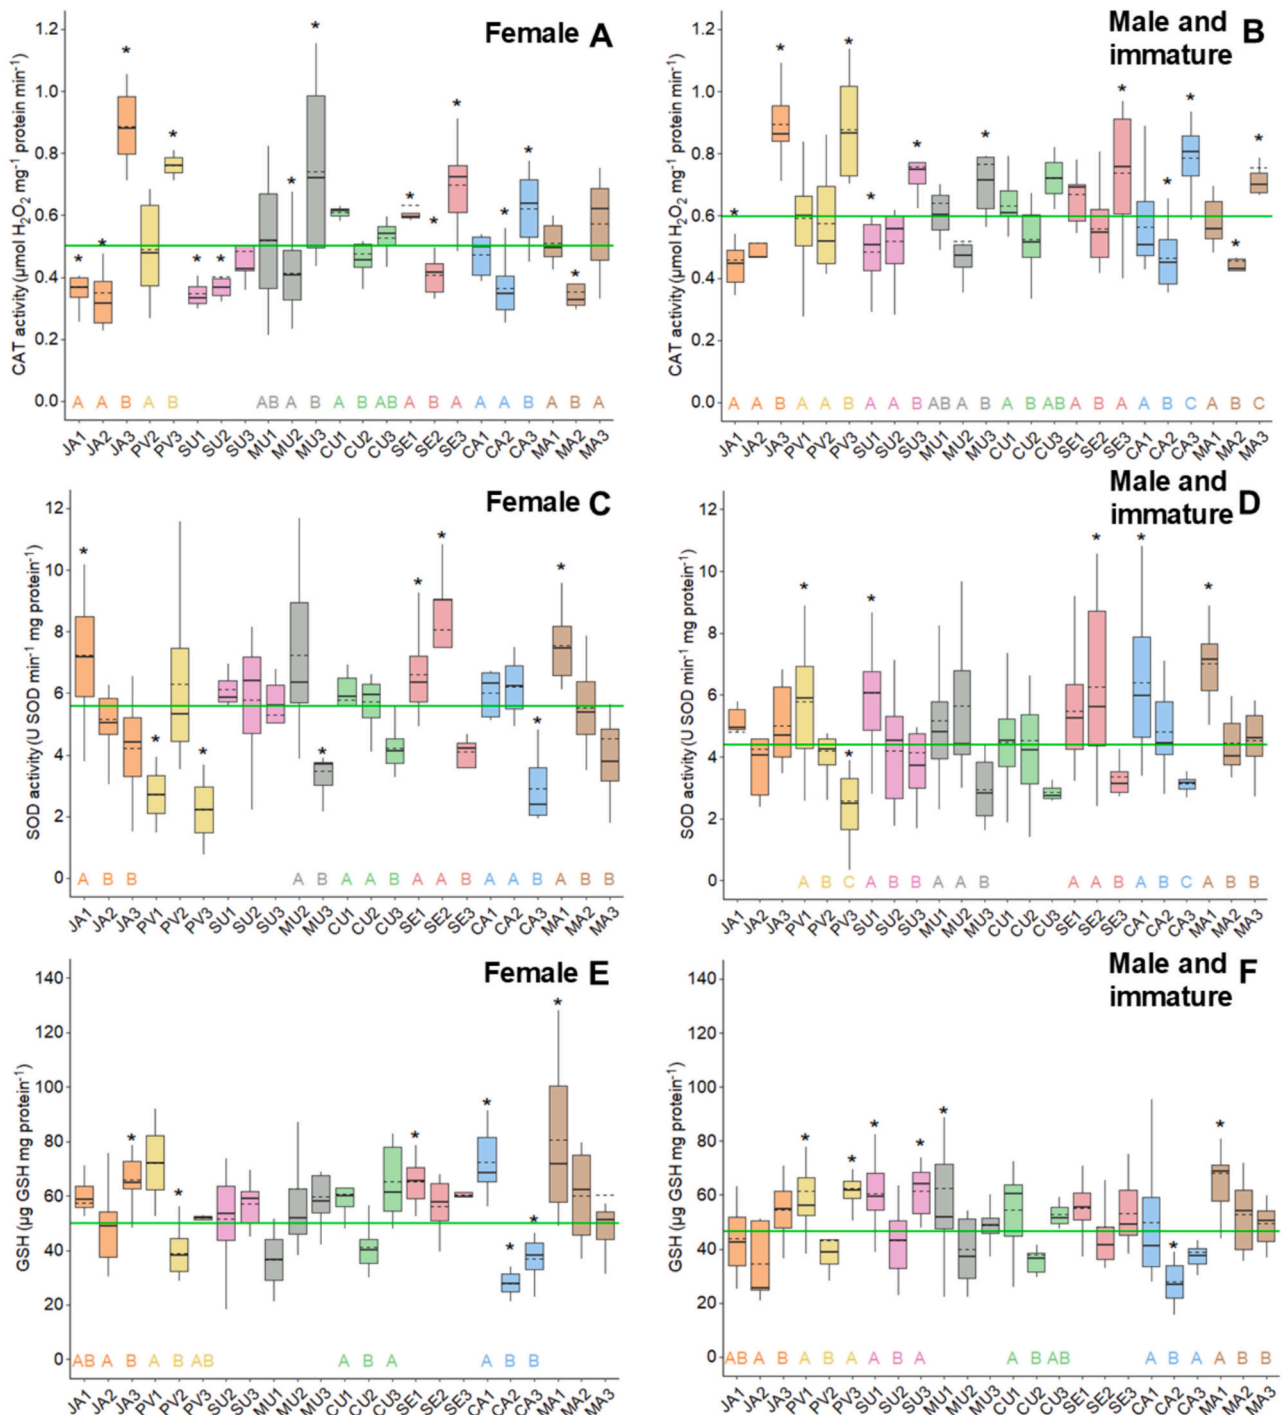 Female A
CAT activity (µmol H₂O₂ mg⁻¹ protein min⁻¹)
1.2
1.0
0.8
0.6
0.4
0.2
0.0
* * * * * * * * * * * * * *
A A B A B AB A B A B AB A B A A A B A B A
JA1 JA2 JA3 PV2 PV3 SU1 SU2 SU3 MU1 MU2 MU3 CU1 CU2 CU3 SE1 SE2 SE3 CA1 CA2 CA3 MA1 MA2 MA3
Male and
immature B
CAT activity (µmol H₂O₂ mg⁻¹ protein min⁻¹)
1.2
1.0
0.8
0.6
0.4
0.2
0.0
* * * * * * * * * * *
A A B A A B A A B AB A B A B AB A B A A B C A B C
JA1 JA2 JA3 PV1 PV2 PV3 SU1 SU2 SU3 MU1 MU2 MU3 CU1 CU2 CU3 SE1 SE2 SE3 CA1 CA2 CA3 MA1 MA2 MA3
Female C
SOD activity (U SOD min⁻¹ mg protein⁻¹)
12
10
8
6
4
2
0
* * * * * * * *
A B B A B A A B A A B A A B A B B
JA1 JA2 JA3 PV1 PV2 PV3 SU1 SU2 SU3 MU2 MU3 CU1 CU2 CU3 SE1 SE2 SE3 CA1 CA2 CA3 MA1 MA2 MA3
Male and
immature D
SOD activity (U SOD min⁻¹ mg protein⁻¹)
12
10
8
6
4
2
0
* * * * * *
A B C A B B A A B A A B A B C A B B
JA1 JA2 JA3 PV1 PV2 PV3 SU1 SU2 SU3 MU1 MU2 MU3 CU1 CU2 CU3 SE1 SE2 SE3 CA1 CA2 CA3 MA1 MA2 MA3
Female E
GSH (µg GSH mg protein⁻¹)
140
120
100
80
60
40
20
0
* * * * * * *
AB A B A B AB A B A A B B
JA1 JA2 JA3 PV1 PV2 PV3 SU2 SU3 MU1 MU2 MU3 CU1 CU2 CU3 SE1 SE2 SE3 CA1 CA2 CA3 MA1 MA2 MA3
Male and
immature F
GSH (µg GSH mg protein⁻¹)
140
120
100
80
60
40
20
0
* * * * * * *
AB A B A B A A B A A B AB A B A A B B
JA1 JA2 JA3 PV1 PV2 PV3 SU1 SU2 SU3 MU1 MU2 MU3 CU1 CU2 CU3 SE1 SE2 SE3 CA1 CA2 CA3 MA1 MA2 MA3